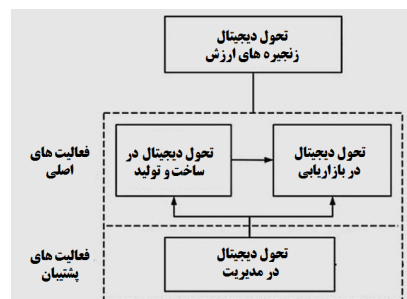 تحول دیجیتال
زنجیره های ارزش
فعالیت های
اصلی
تحول دیجیتال در
ساخت و تولید
تحول دیجیتال
در بازاریابی
فعالیت های
پشتیبان
تحول دیجیتال
در مدیریت